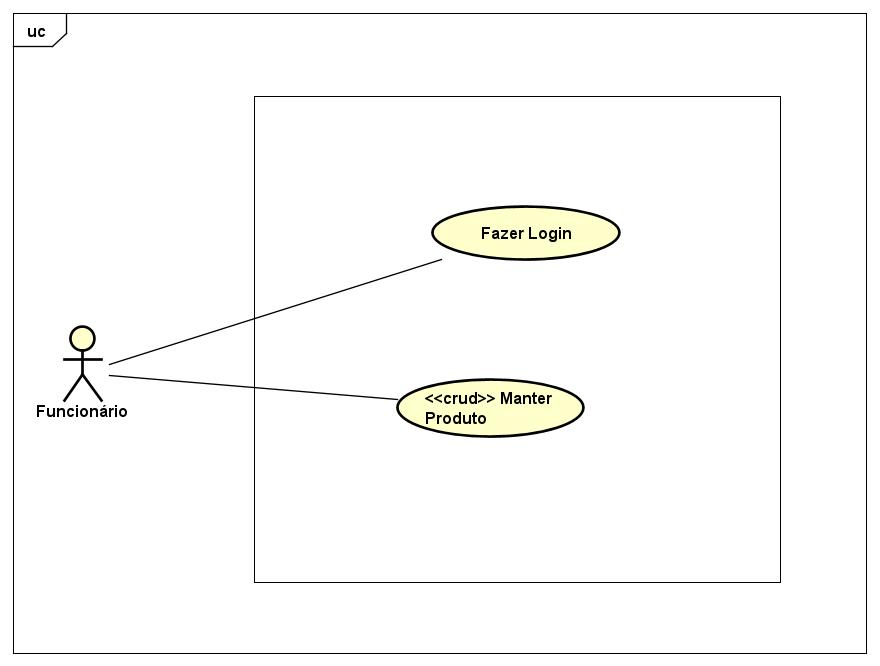 uc
Fazer Login
Funcionário
<<crud>> Manter
Produto